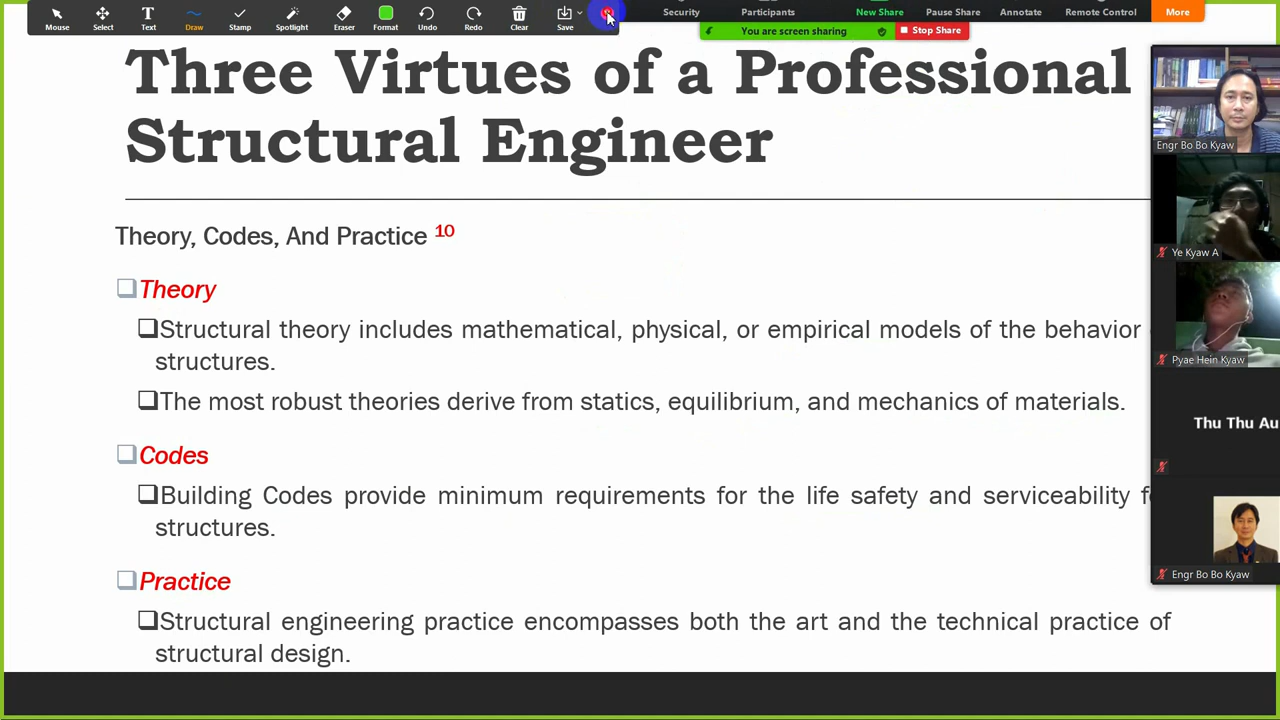 Mouse Select Text Draw Stamp Spotlight Eraser Format Undo Redo Clear Save
Security Participants New Share Pause Share Annotate Remote Control More
You are screen sharing Stop Share
Three Virtues of a Professional
Structural Engineer
Theory, Codes, And Practice 10
Theory
Structural theory includes mathematical, physical, or empirical models of the behavior
structures.
The most robust theories derive from statics, equilibrium, and mechanics of materials.
Codes
Building Codes provide minimum requirements for the life safety and serviceability
structures.
Practice
Structural engineering practice encompasses both the art and the technical practice of
structural design.
Engr Bo Bo Kyaw
Ye Kyaw A
Pyae Hein Kyaw
Thu Thu Au
Engr Bo Bo Kyaw